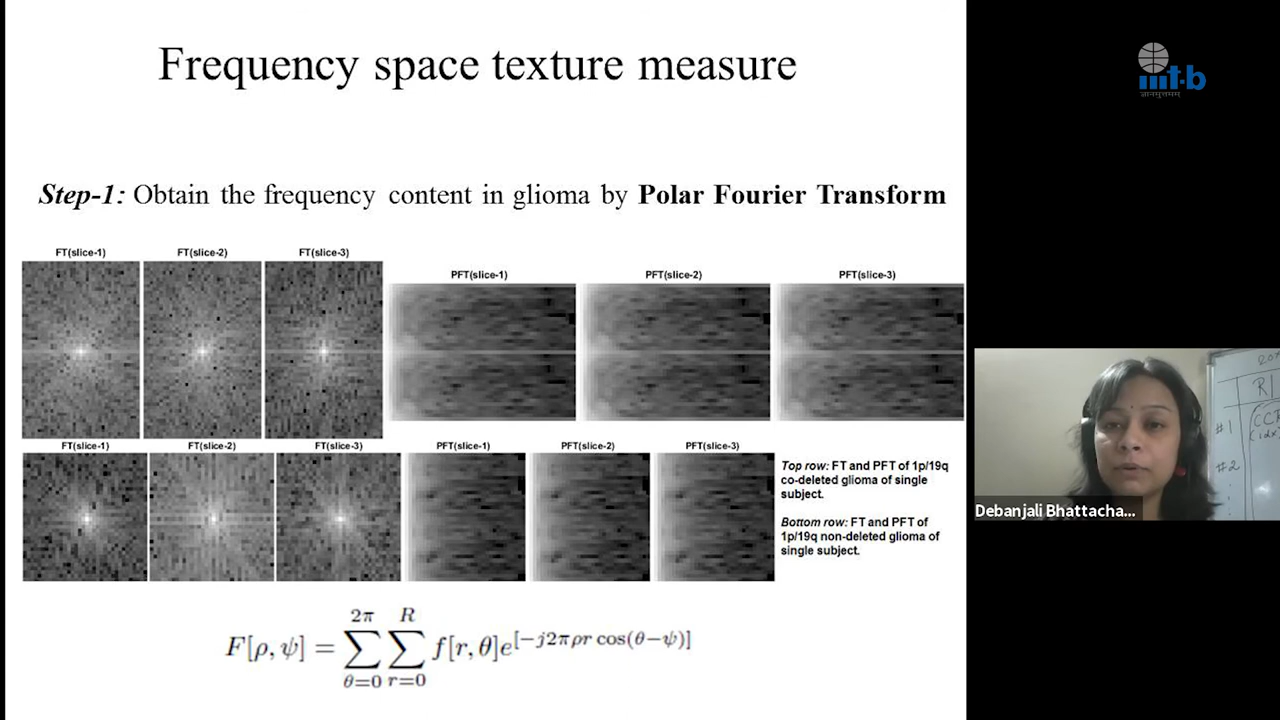 Frequency space texture measure
Step-1: Obtain the frequency content in glioma by Polar Fourier Transform
FT(slice-1) FT(slice-2) FT(slice-3)
PFT(slice-1) PFT(slice-2) PFT(slice-3)
FT(slice-1) FT(slice-2) FT(slice-3) PFT(slice-1) PFT(slice-2) PFT(slice-3)
Top row: FT and PFT of 1p/19q
co-deleted glioma of single
subject.
Bottom row: FT and PFT of
1p/19q non-deleted glioma of
single subject.
F[ρ, ψ] = ∑_{θ=0}^{2π} ∑_{r=0}^{R} f[r, θ]e^{[−j2πρr cos(θ−ψ)]}
iiit-b
ज्ञानमुत्तमम्
R
#1
#2
Debanjali Bhattacha...